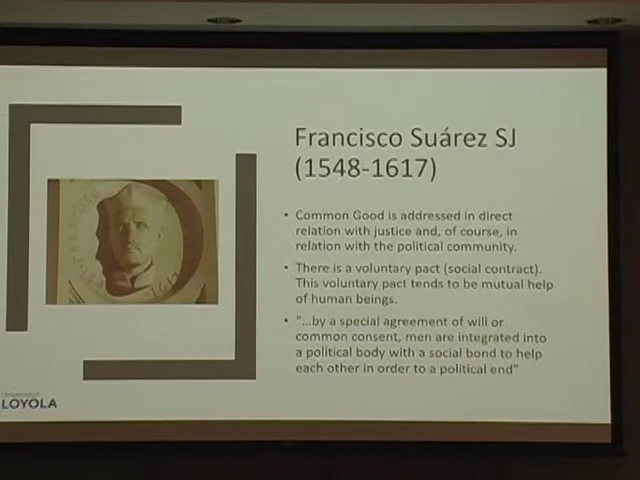 Francisco Suárez SJ
(1548-1617)
• Common Good is addressed in direct
relation with justice and, of course, in
relation with the political community.
• There is a voluntary pact (social contract).
This voluntary pact tends to be mutual help
of human beings.
• "...by a special agreement of will or
common consent, men are integrated into
a political body with a social bond to help
each other in order to a political end"
LOYOLA